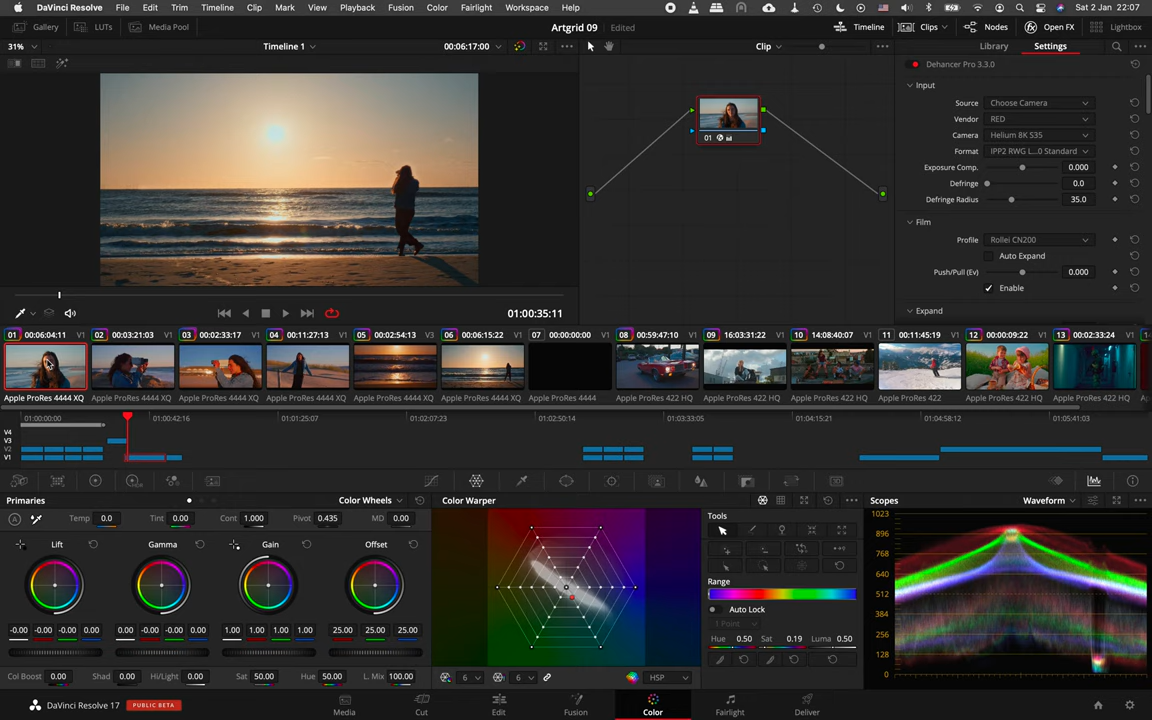 DaVinci Resolve File Edit Trim Timeline Clip Mark View Playback Fusion Color Fairlight Workspace Help Sat 2 Jan 22:07
Gallery LUTs Media Pool Artgrid 09 Edited Timeline Clips Nodes Open FX Lightbox
31% Timeline 1 00:06:17:00 Clip Library Settings
Dehancer Pro 3.3.0
Input
Source Choose Camera
Vendor RED
Camera Helium 8K S35
Format IPP2 RWG L...0 Standard
Exposure Comp. 0.000
Defringe 0.0
Defringe Radius 35.0
Film
Profile Rollei CN200
Auto Expand
Push/Pull (Ev) 0.000
Enable
Expand
01
01:00:35:11
01 00:06:04:11 V1 02 00:03:21:03 V1 03 00:02:33:17 V1 04 00:11:27:13 V1 05 00:02:54:13 V3 06 00:06:15:22 V1 07 00:00:00:00 V1 08 00:59:47:10 V1 09 16:03:31:22 V1 10 14:08:40:07 V1 11 00:11:45:19 V1 12 00:00:09:22 V1 13 00:02:33:24 V1
Apple ProRes 4444 XQ Apple ProRes 4444 XQ Apple ProRes 4444 XQ Apple ProRes 4444 XQ Apple ProRes 4444 XQ Apple ProRes 4444 XQ Apple ProRes 422 HQ Apple ProRes 422 HQ Apple ProRes 422 HQ Apple ProRes 422 Apple ProRes 422 HQ Apple ProRes 422 HQ
01:00:00:00 01:00:42:16 01:01:25:07 01:02:07:23 01:02:50:14 01:03:33:05 01:04:15:21 01:04:58:12 01:05:41:03
V4
V3
V2
V1
Primaries Color Wheels
Temp 0.0 Tint 0.00 Cont 1.000 Pivot 0.435 MD 0.00
Lift Gamma Gain Offset
-0.00 -0.00 -0.00 0.00 0.00 -0.00 -0.00 0.00 1.00 1.00 1.00 1.00 25.00 25.00 25.00
Col Boost 0.00 Shad 0.00 Hi/Light 0.00 Sat 50.00 Hue 50.00 L. Mix 100.00
Color Warper
6 6 HSP
Tools
Range
Auto Lock
1 Point
Hue 0.50 Sat 0.19 Luma 0.50
Scopes Waveform
1023
896
768
640
512
384
256
128
0
DaVinci Resolve 17 PUBLIC BETA Media Cut Edit Fusion Color Fairlight Deliver